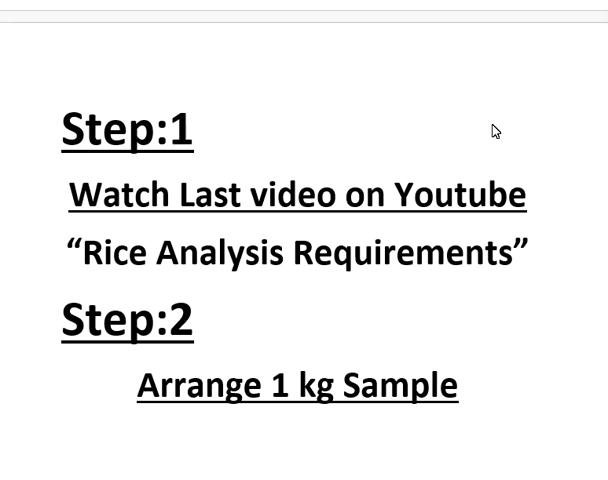 Step:1
Watch Last video on Youtube
“Rice Analysis Requirements”
Step:2
Arrange 1 kg Sample